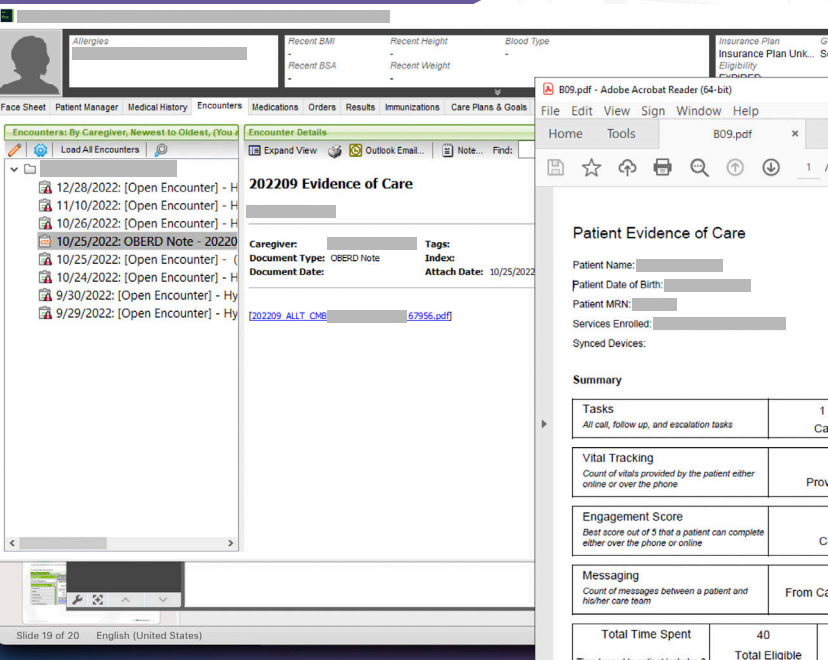 Allergies
Recent BMI
-
Recent BSA
-
Recent Height
-
Recent Weight
Blood Type
-
Insurance Plan
Insurance Plan Unk...
Eligibility
EXPIRED
Face Sheet Patient Manager Medical History Encounters Medications Orders Results Immunizations Care Plans & Goals
Encounters: By Caregiver, Newest to Oldest, (You a
Load All Encounters
12/28/2022: [Open Encounter] - H
11/10/2022: [Open Encounter] - H
10/26/2022: [Open Encounter] - H
10/25/2022: OBERD Note - 20220
10/25/2022: [Open Encounter] - (
10/24/2022: [Open Encounter] - H
9/30/2022: [Open Encounter] - Hy
9/29/2022: [Open Encounter] - Hy
Encounter Details
Expand View Outlook Email... Note... Find:
202209 Evidence of Care
Caregiver: Tags:
Document Type: OBERD Note Index:
Document Date: Attach Date: 10/25/2022
[202209_ALLT_CMB 67956.pdf]
B09.pdf - Adobe Acrobat Reader (64-bit)
File Edit View Sign Window Help
Home Tools B09.pdf ×
1 /
Patient Evidence of Care
Patient Name:
Patient Date of Birth:
Patient MRN:
Services Enrolled:
Synced Devices:
Summary
Tasks 1
All call, follow up, and escalation tasks Ca
Vital Tracking
Count of vitals provided by the patient either
online or over the phone Prov
Engagement Score
Best score out of 5 that a patient can complete
either over the phone or online C
Messaging
Count of messages between a patient and
his/her care team From Ca
Total Time Spent 40
Total Eligible
Slide 19 of 20 English (United States)